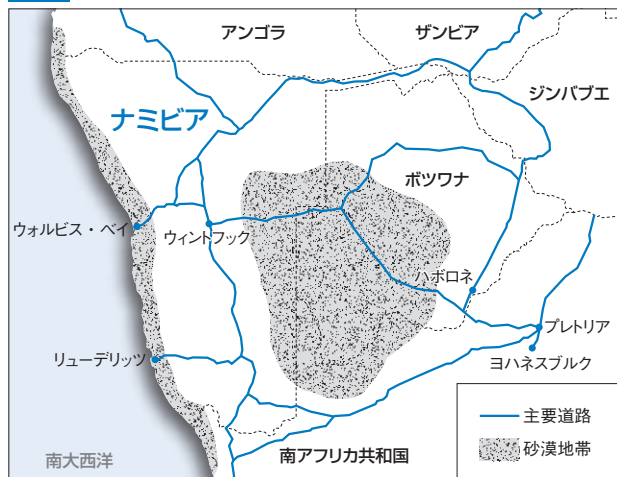 アンゴラ
ザンビア
ジンバブエ
ナミビア
ボツワナ
ウォルビス・ベイ
ウィントフック
ハボロネ
プレトリア
リューデリッツ
ヨハネスブルク
主要道路
砂漠地帯
南大西洋
南アフリカ共和国